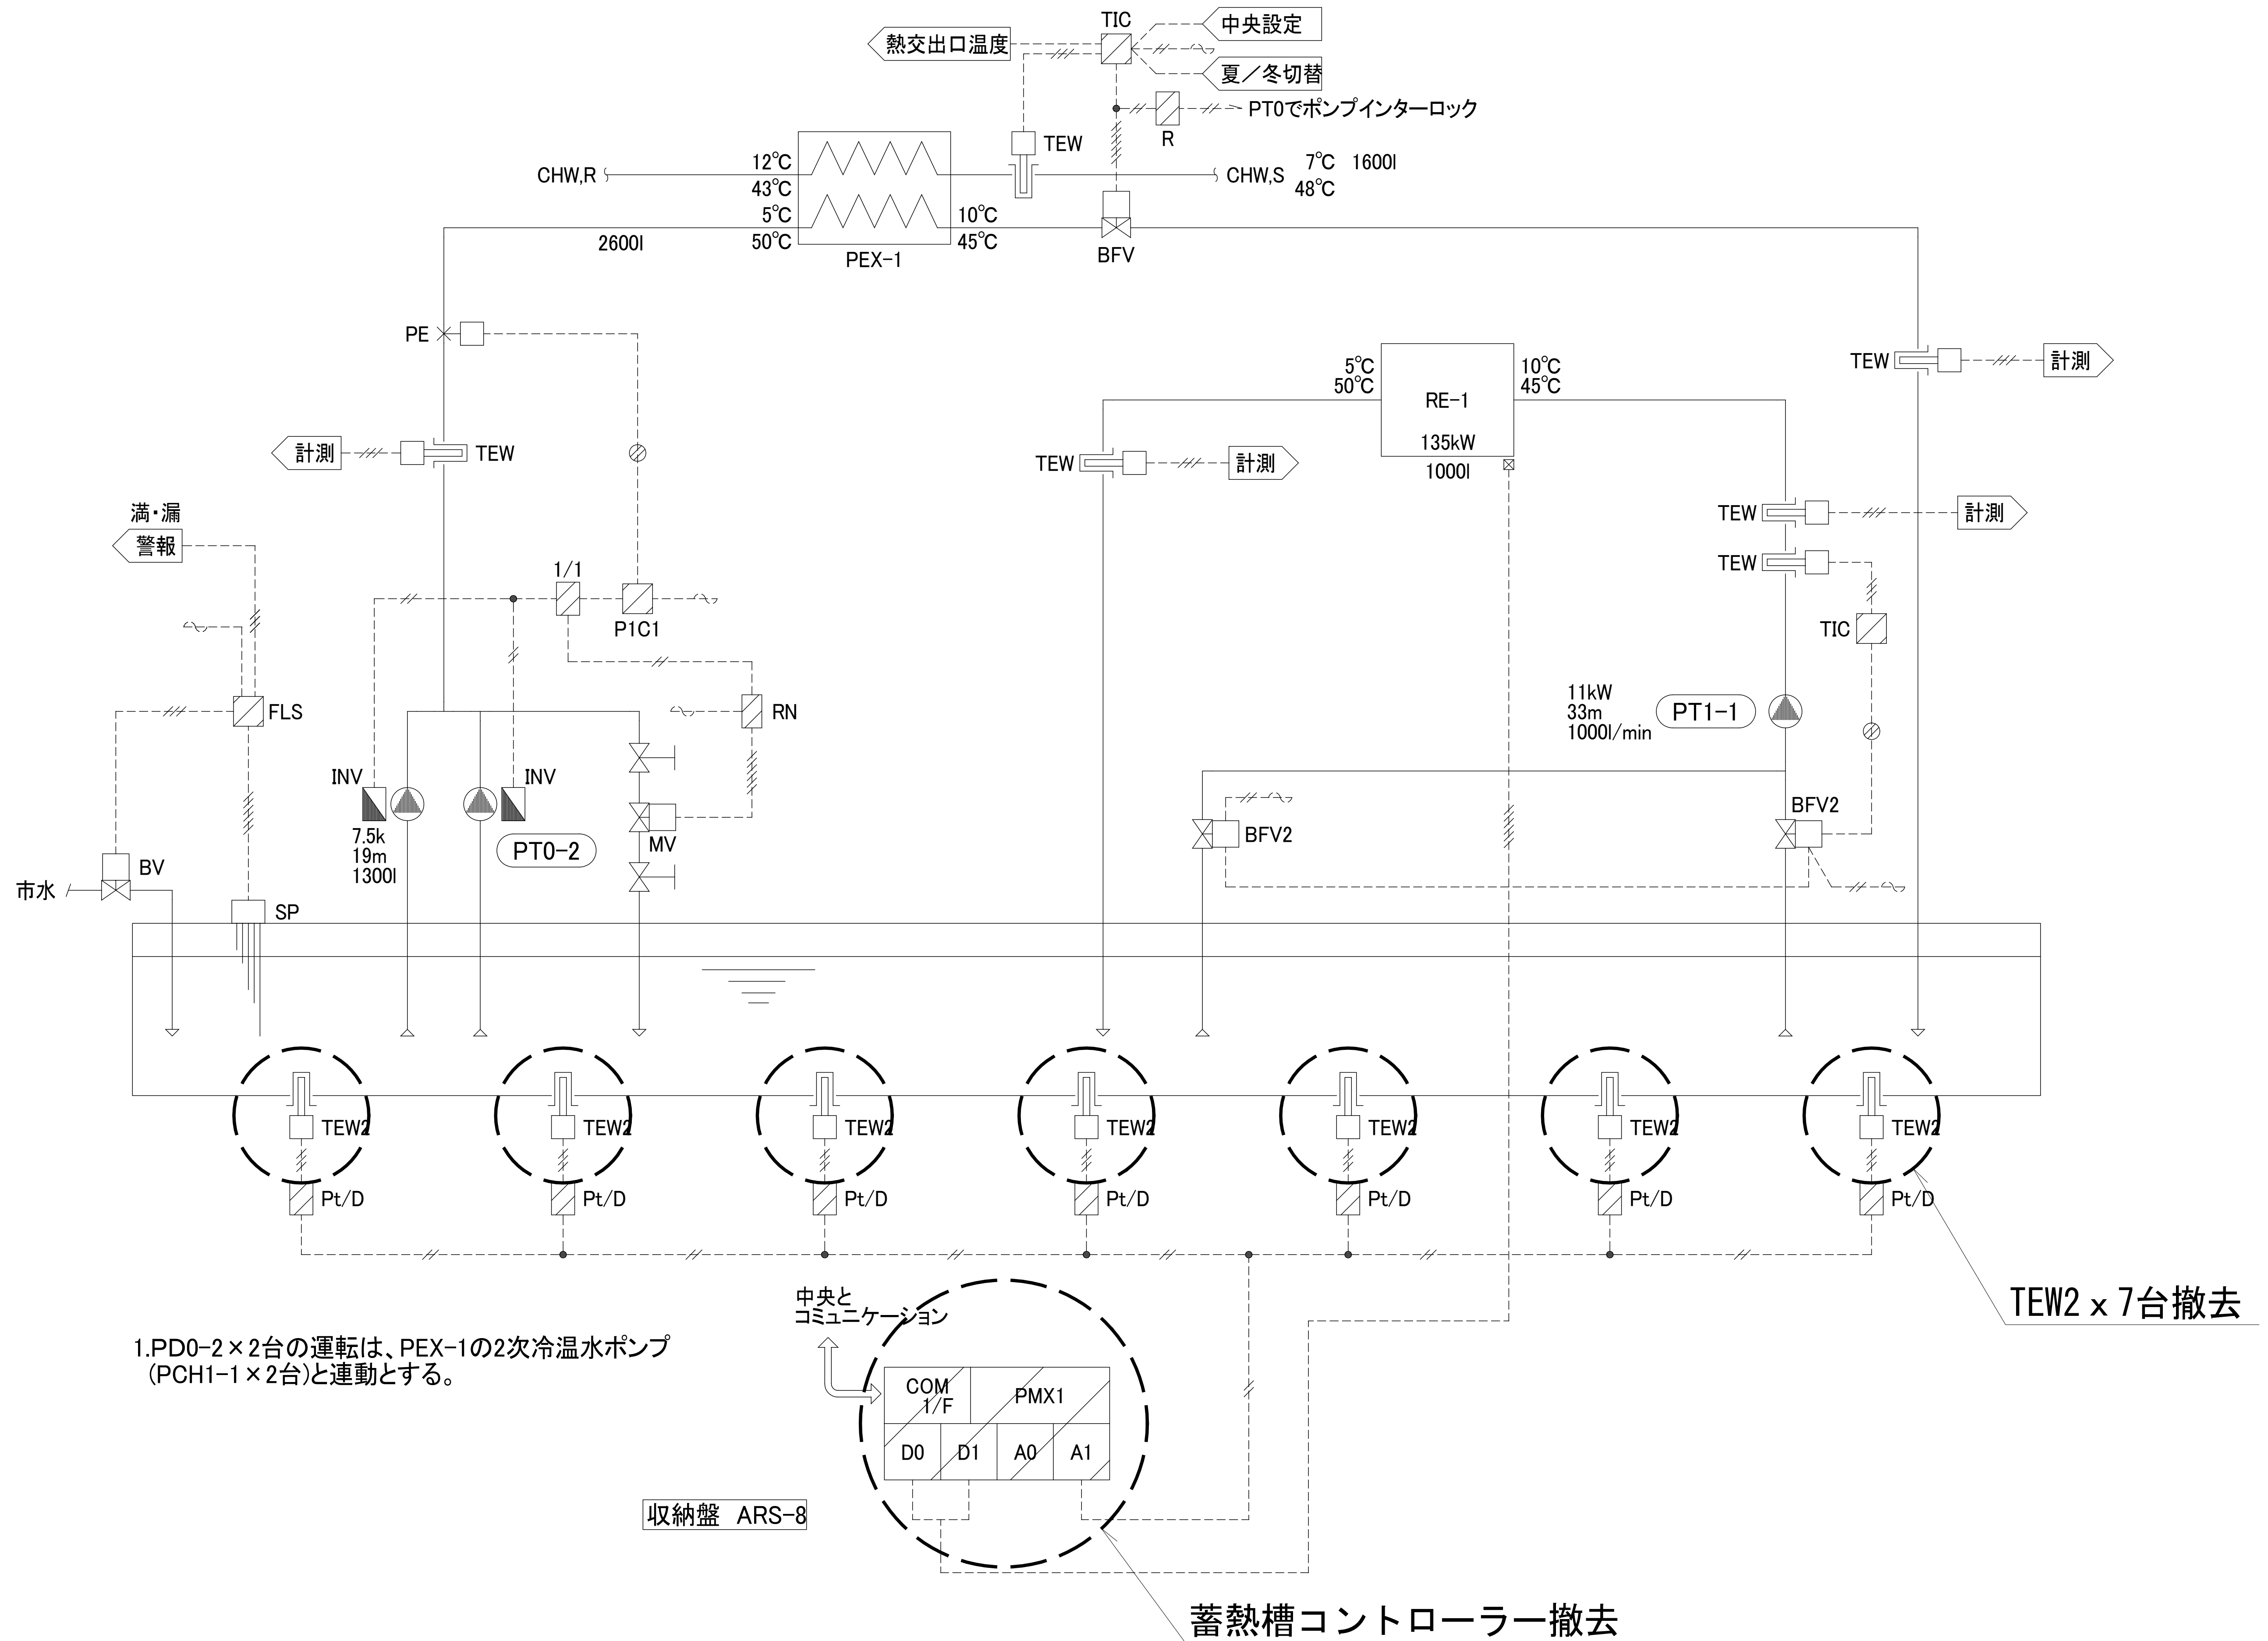 TIC
中央設定
熱交出口温度
夏／冬切替
PT0でポンプインターロック
R
TEW
12℃
CHW,R
CHW,S
7℃ 1600l
43℃
48℃
5℃
10℃
2600l
50℃
45℃
BFV
PEX-1
PE
5℃
50℃
10℃
45℃
RE-1
135kW
1000l
TEW
計測
計測
TEW
TEW
計測
TEW
計測
TEW
満・漏
警報
1/1
P1C1
TIC
FLS
RN
11kW
33m
1000l/min
PT1-1
INV
INV
7.5k
19m
1300l
PT0-2
MV
BFV2
BFV2
BV
市水
SP
TEW2
TEW2
TEW2
TEW2
TEW2
TEW2
TEW2
Pt/D
Pt/D
Pt/D
Pt/D
Pt/D
Pt/D
Pt/D
TEW2 x 7台撤去
中央と
コミュニケーション
1.PD0-2×2台の運転は、PEX-1の2次冷温水ポンプ
(PCH1-1×2台)と連動とする。
COM
1/F
PMX1
D0 D1 A0 A1
収納盤 ARS-8
蓄熱槽コントローラー撤去